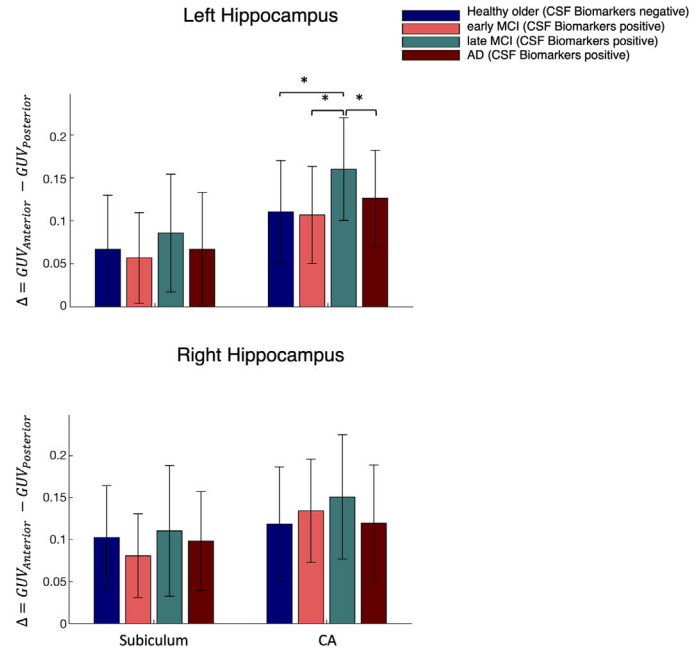 Left Hippocampus
Healthy older (CSF Biomarkers negative)
early MCI (CSF Biomarkers positive)
late MCI (CSF Biomarkers positive)
AD (CSF Biomarkers positive)
* 
* *
Δ = GUV_Anterior − GUV_Posterior
0.2
0.15
0.1
0.05
0
Right Hippocampus
Δ = GUV_Anterior − GUV_Posterior
0.2
0.15
0.1
0.05
0
Subiculum CA